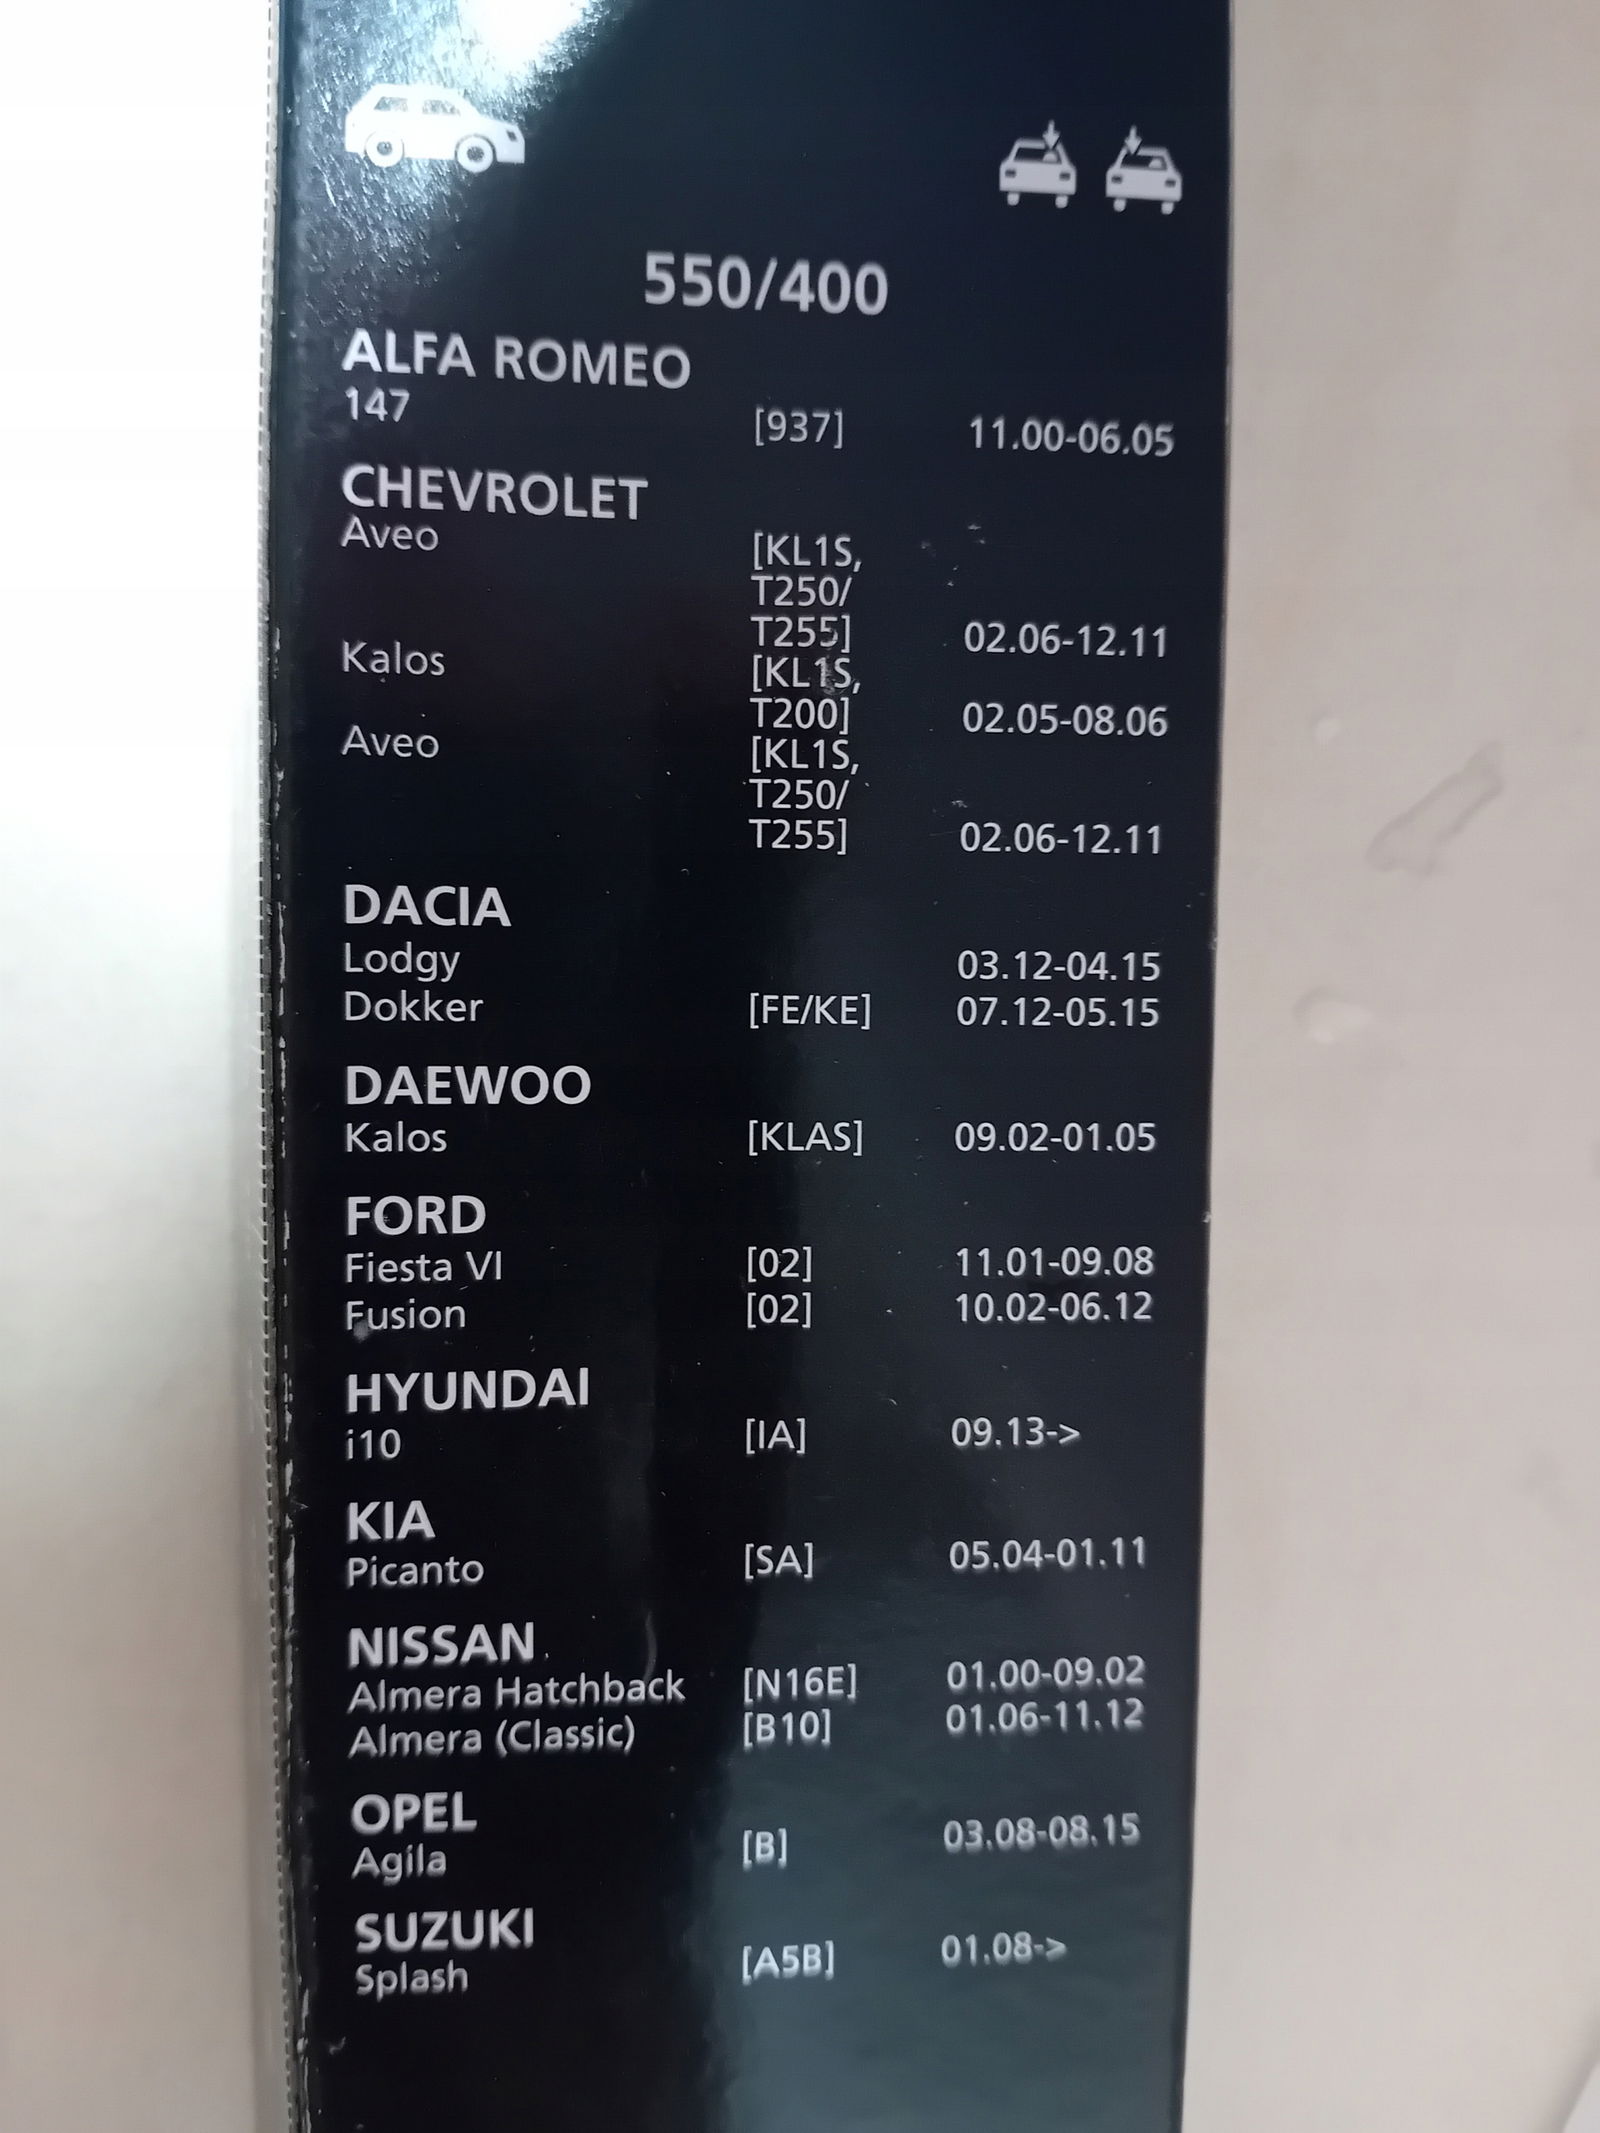 550/400
ALFA ROMEO
147 [937] 11.00-06.05
CHEVROLET
Aveo [KL1S,
T250/
T255] 02.06-12.11
Kalos [KL1S,
T200] 02.05-08.06
Aveo [KL1S,
T250/
T255] 02.06-12.11
DACIA
Lodgy 03.12-04.15
Dokker [FE/KE] 07.12-05.15
DAEWOO
Kalos [KLAS] 09.02-01.05
FORD
Fiesta VI [02] 11.01-09.08
Fusion [02] 10.02-06.12
HYUNDAI
i10 [IA] 09.13->
KIA
Picanto [SA] 05.04-01.11
NISSAN
Almera Hatchback [N16E] 01.00-09.02
Almera (Classic) [B10] 01.06-11.12
OPEL
Agila [B] 03.08-08.15
SUZUKI
Splash [A5B] 01.08->